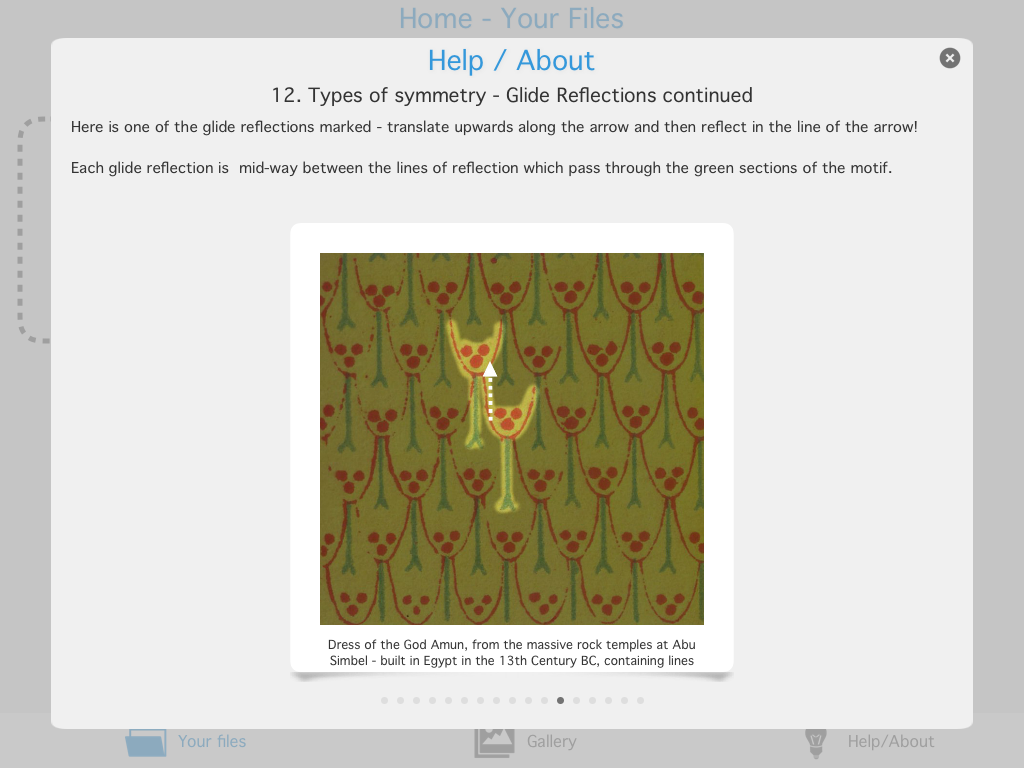 Home - Your Files
Help / About
12. Types of symmetry - Glide Reflections continued
Here is one of the glide reflections marked - translate upwards along the arrow and then reflect in the line of the arrow!
Each glide reflection is  mid-way between the lines of reflection which pass through the green sections of the motif.
Dress of the God Amun, from the massive rock temples at Abu
Simbel - built in Egypt in the 13th Century BC, containing lines
Your files
Gallery
Help/About